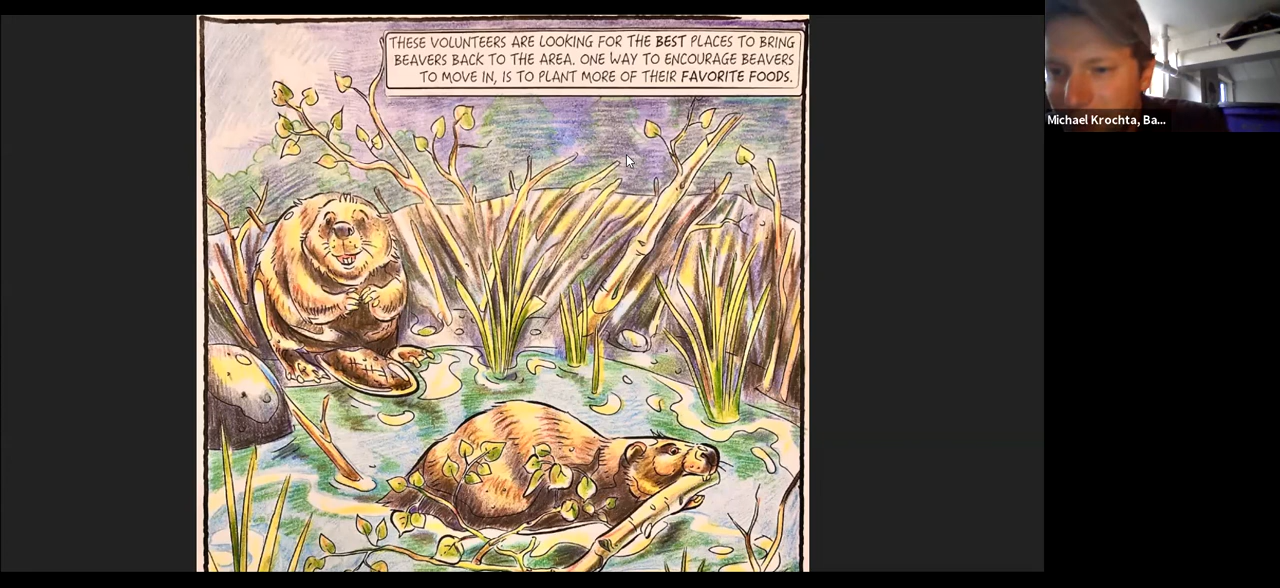 THESE VOLUNTEERS ARE LOOKING FOR THE BEST PLACES TO BRING
BEAVERS BACK TO THE AREA. ONE WAY TO ENCOURAGE BEAVERS
TO MOVE IN, IS TO PLANT MORE OF THEIR FAVORITE FOODS.
Michael Krochta, Ba...